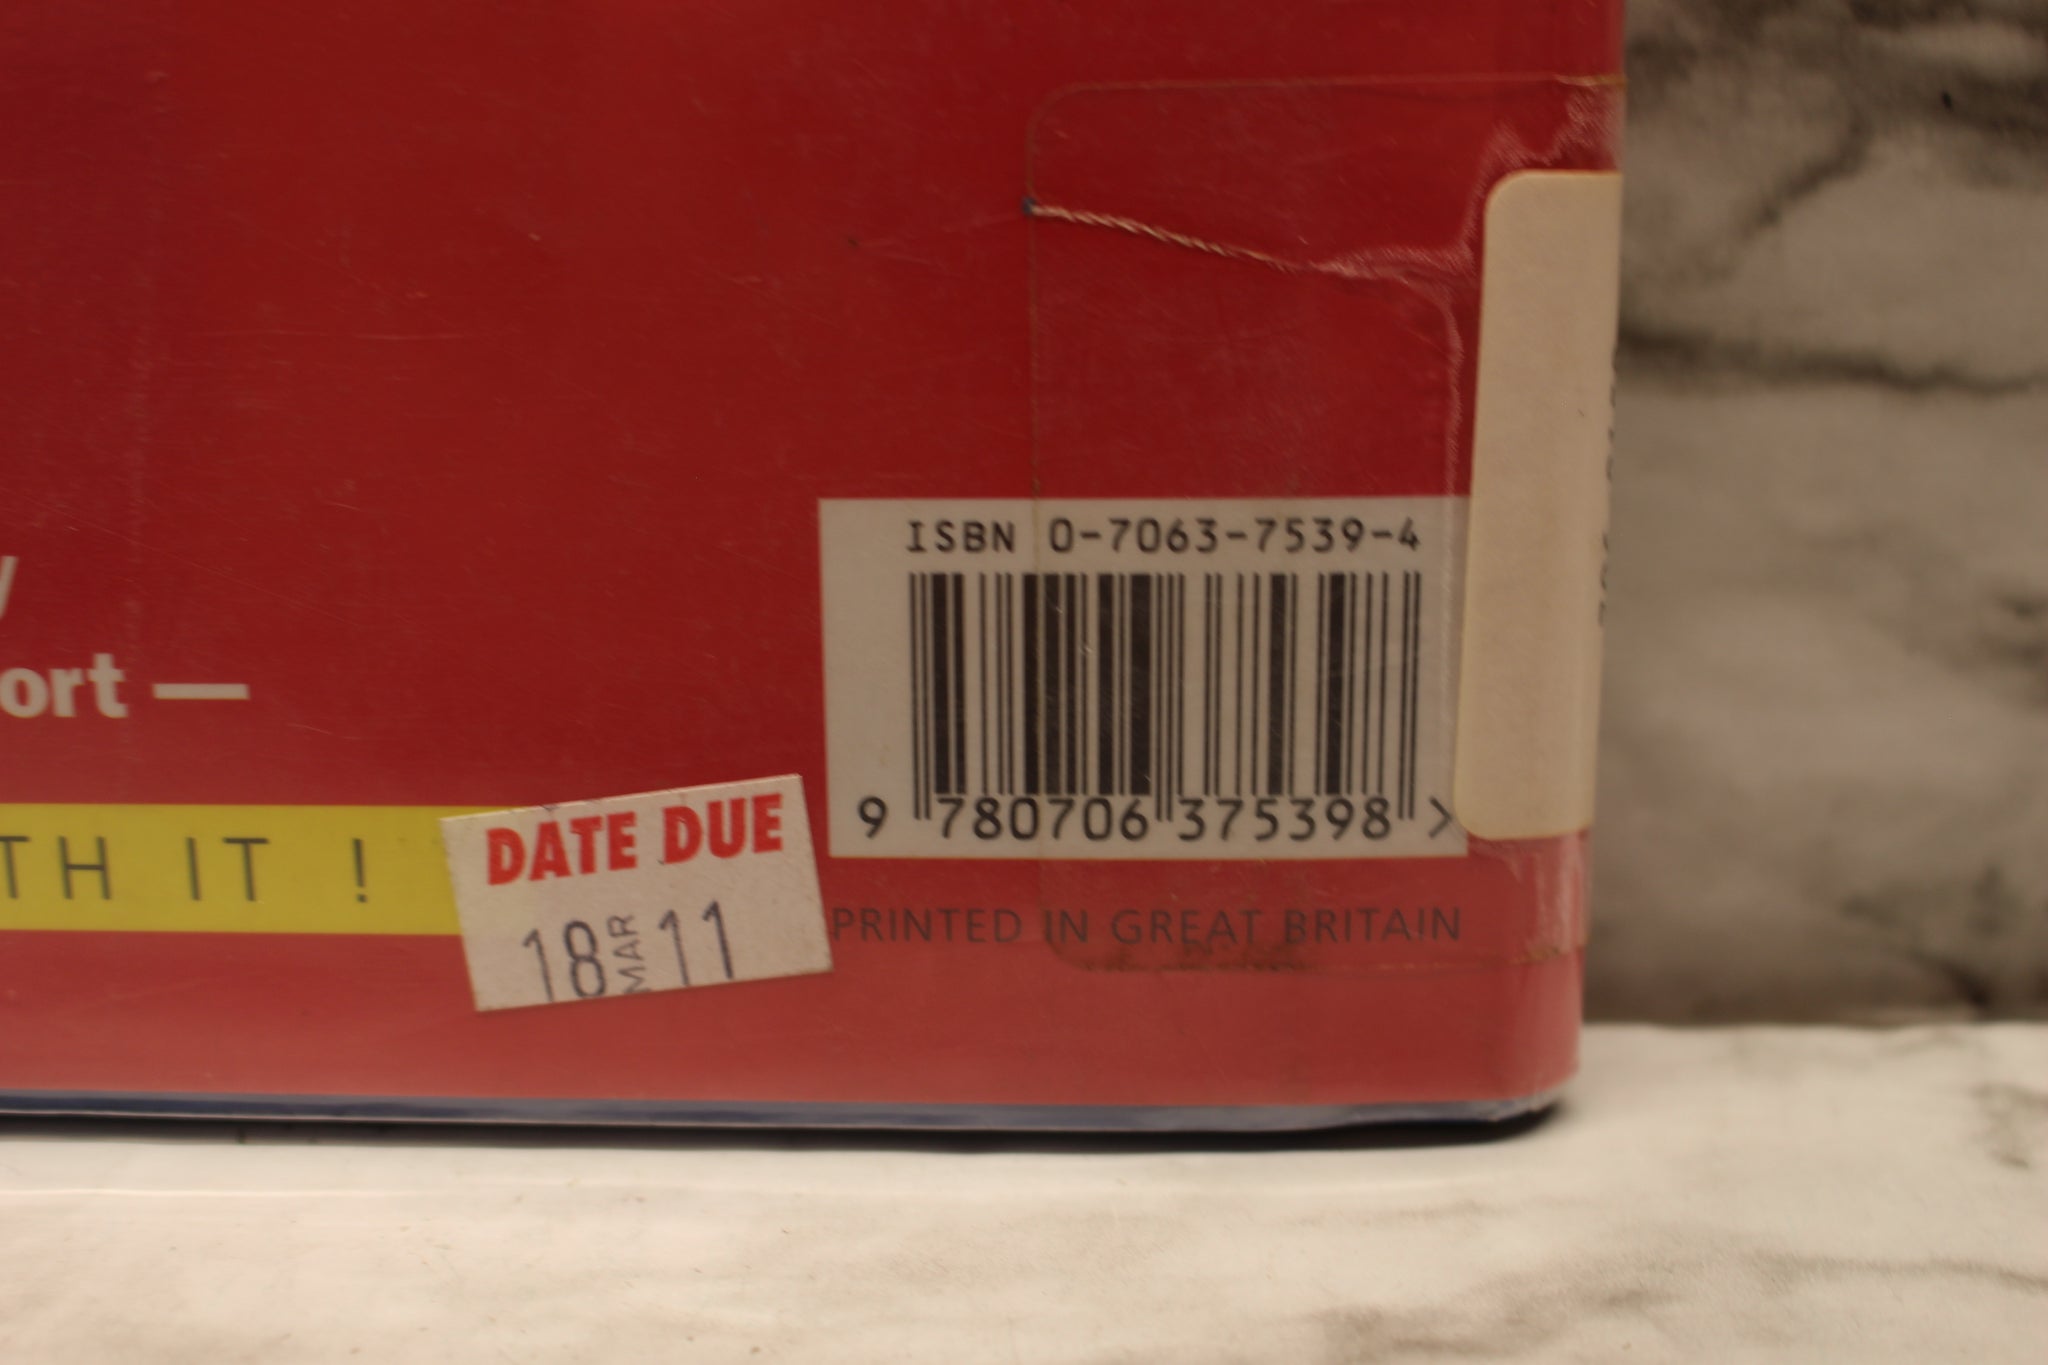 ISBN 0-7063-7539-4
9 780706 375398 >
ort —
TH IT !
DATE DUE
18 MAR 11
PRINTED IN GREAT BRITAIN